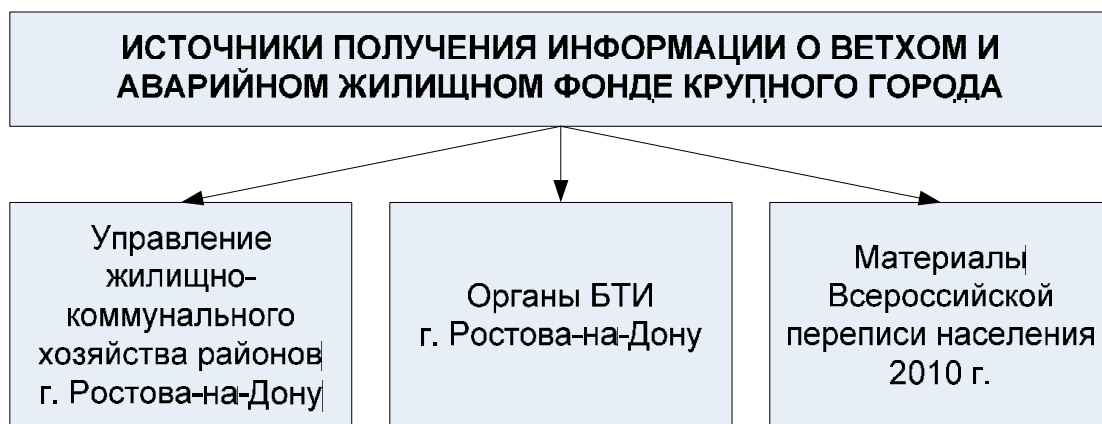 ИСТОЧНИКИ ПОЛУЧЕНИЯ ИНФОРМАЦИИ О ВЕТХОМ И
АВАРИЙНОМ ЖИЛИЩНОМ ФОНДЕ КРУПНОГО ГОРОДА
Управление
жилищно-
коммунального
хозяйства районов
г. Ростова-на-Дону
Органы БТИ
г. Ростова-на-Дону
Материалы
Всероссийской
переписи населения
2010 г.